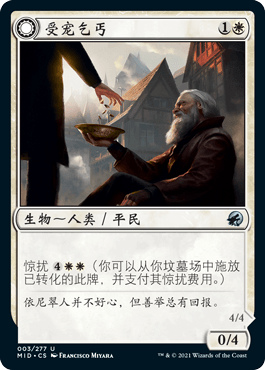 受宠乞丐 1
生物～人类 / 平民
惊扰 4（你可以从你坟墓场中施放
已转化的此牌，并支付其惊扰费用。）
依尼翠人并不好心，但善举总有回报。
4/4
0/4
003/277 U
MID • CS Francisco Miyara
™ & © 2021 Wizards of the Coast